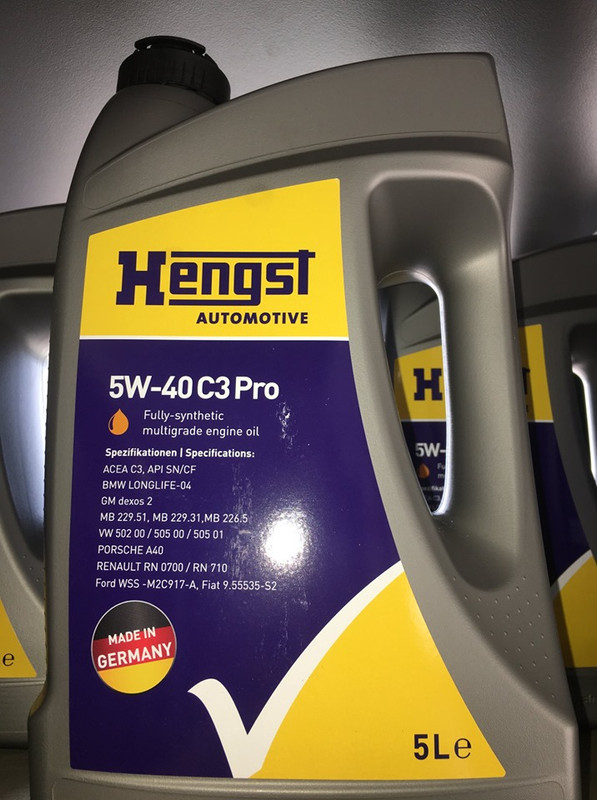 Hengst
AUTOMOTIVE
5W-40 C3 Pro
Fully-synthetic
multigrade engine oil
Spezifikationen | Specifications:
ACEA C3, API SN/CF
BMW LONGLIFE-04
GM dexos 2
MB 229.51, MB 229.31,MB 226.5
VW 502 00 / 505 00 / 505 01
PORSCHE A40
RENAULT RN 0700 / RN 710
Ford WSS -M2C917-A, Fiat 9.55535-S2
MADE IN
GERMANY
5L e
e
H
5W-
Fu